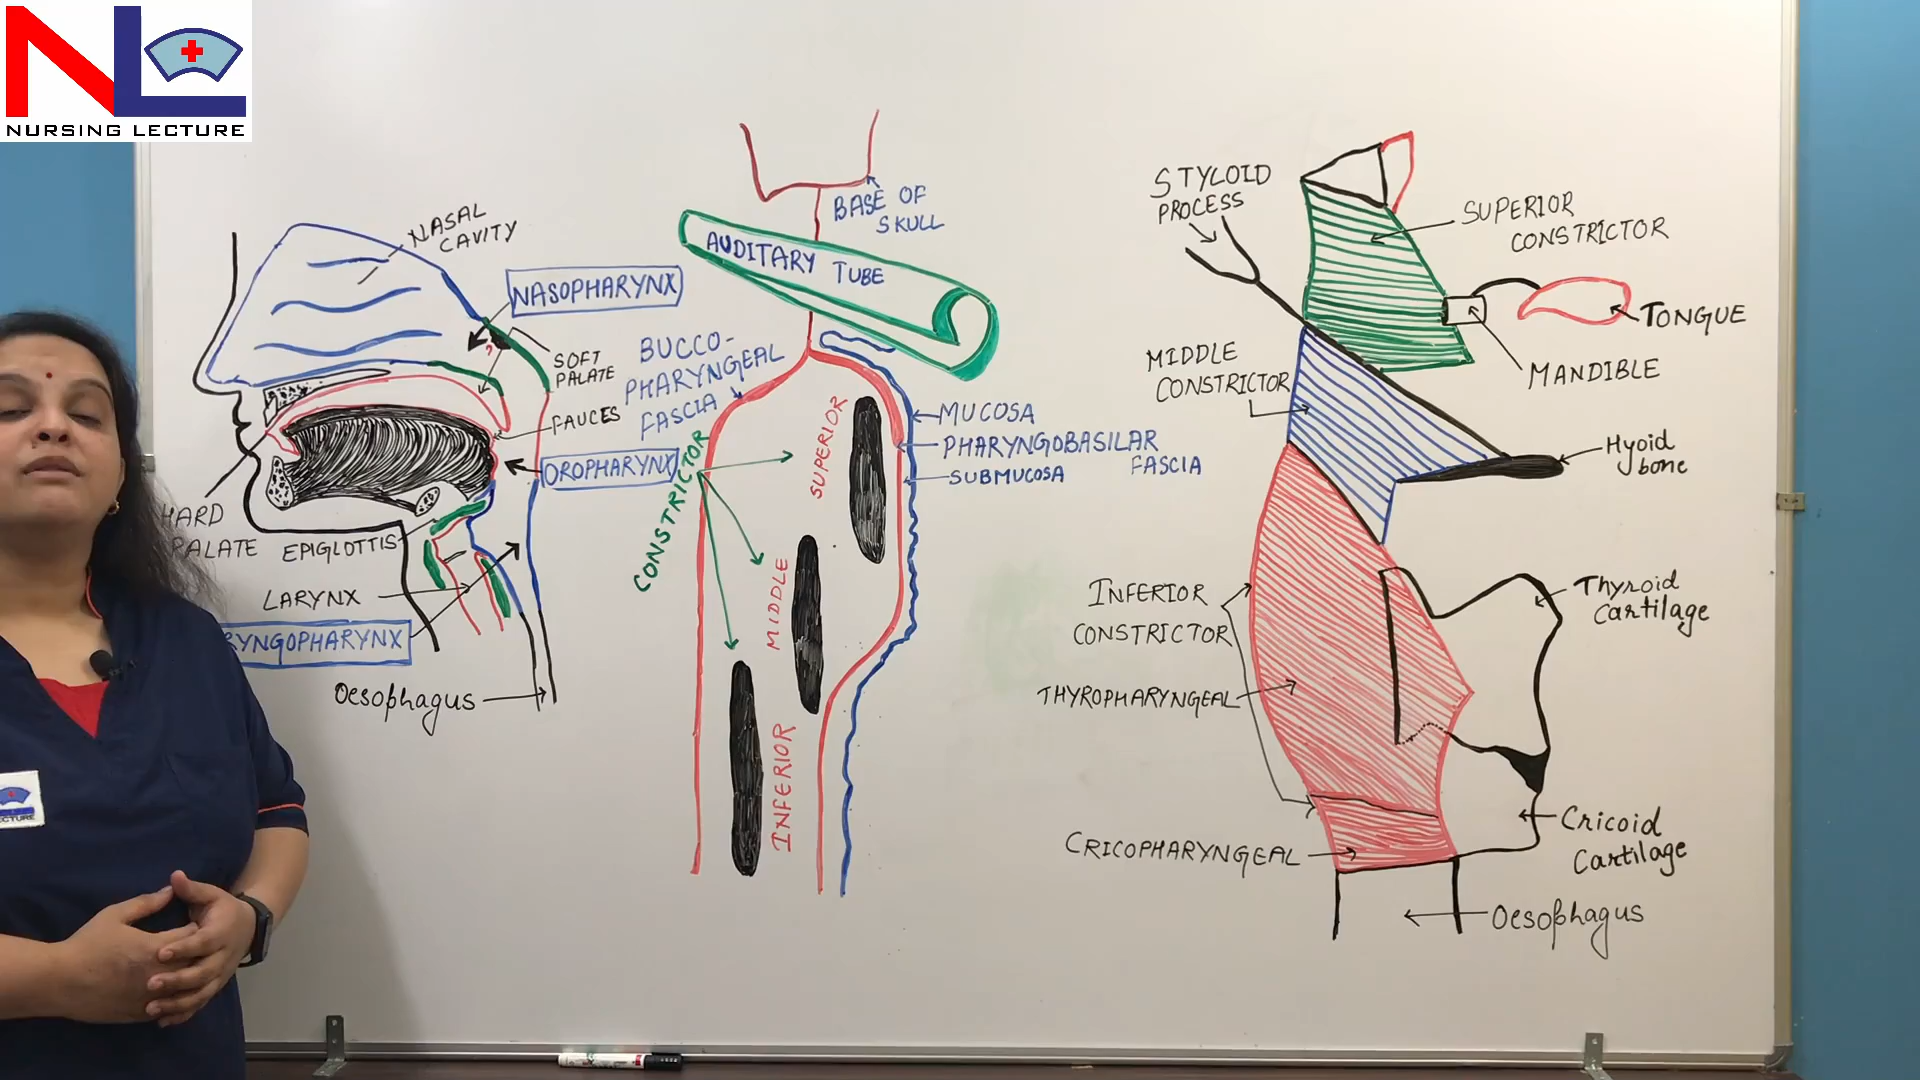 NL
NURSING LECTURE
NASAL
CAVITY
NASOPHARYNX
SOFT
PALATE
FAUCES
OROPHARYNX
HARD
PALATE
EPIGLOTTIS
LARYNX
RYNGOPHARYNX
Oesophagus
BASE OF
SKULL
AUDITARY TUBE
BUCCO-
PHARYNGEAL
FASCIA
CONSTRICTOR
SUPERIOR
MIDDLE
INFERIOR
MUCOSA
PHARYNGOBASILAR
FASCIA
SUBMUCOSA
STYLOID
PROCESS
SUPERIOR
CONSTRICTOR
TONGUE
MANDIBLE
MIDDLE
CONSTRICTOR
Hyoid
bone
INFERIOR
CONSTRICTOR
Thyroid
Cartilage
THYROPHARYNGEAL
CRICOPHARYNGEAL
Cricoid
Cartilage
Oesophagus